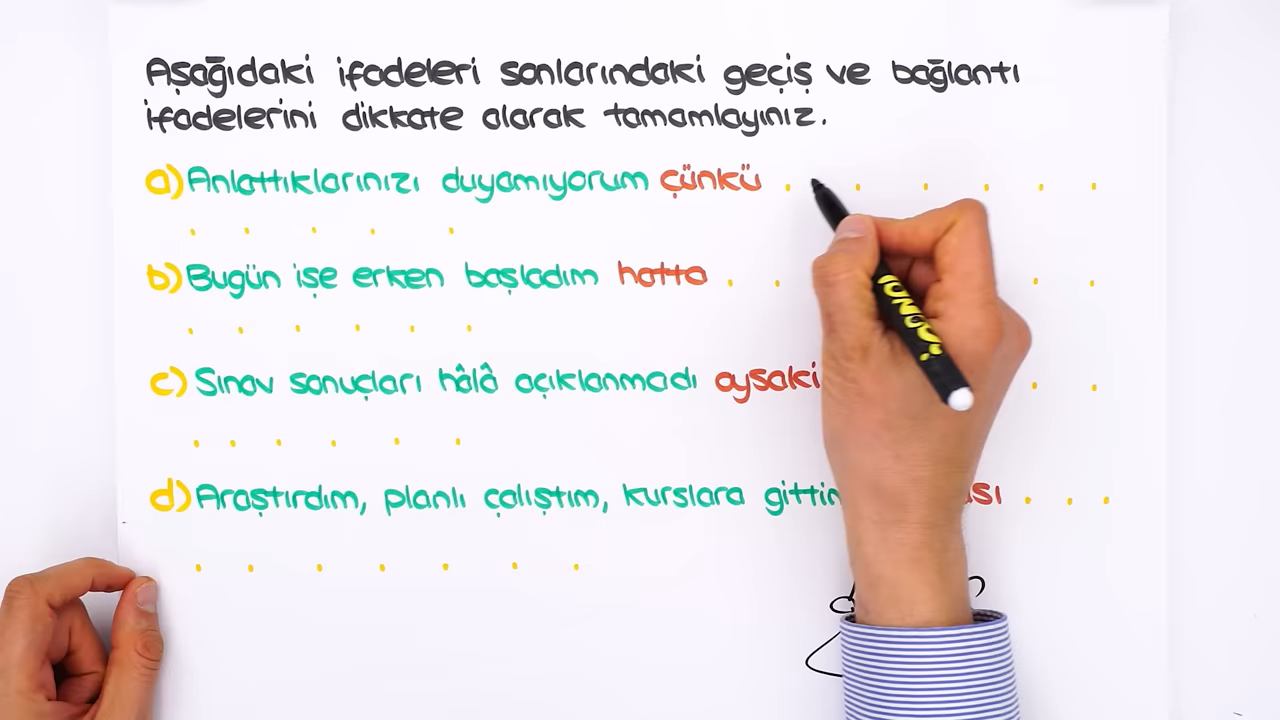 Aşağıdaki ifadeleri sonlarındaki geçiş ve bağlantı
ifadelerini dikkate alarak tamamlayınız.
a) Anlattıklarınızı duyamıyorum çünkü . . . . . . .
. . . . .
b) Bugün işe erken başladım hatta . . . .
. . . . . .
c) Sınav sonuçları hâlâ açıklanmadı oysaki . .
. . . . . .
d) Araştırdım, planlı çalıştım, kurslara . . .
. . . . . . .